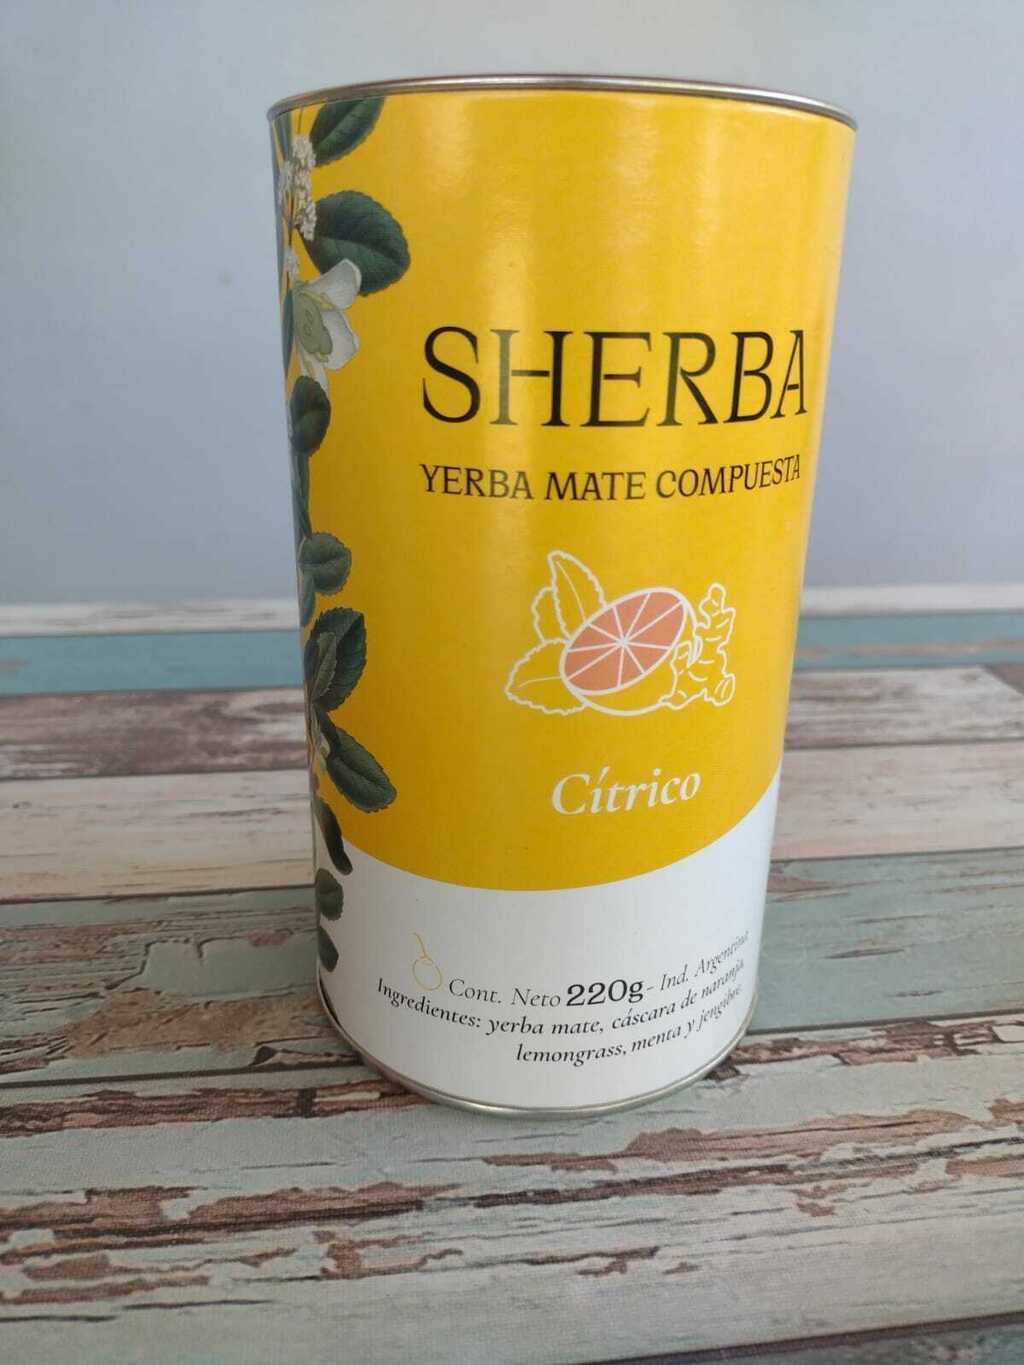 SHERBA
YERBA MATE COMPUESTA
Cítrico
Cont. Neto 220g - Ind. Argentina.
Ingredientes: yerba mate, cáscara de naranja,
lemongrass, menta y jengibre.